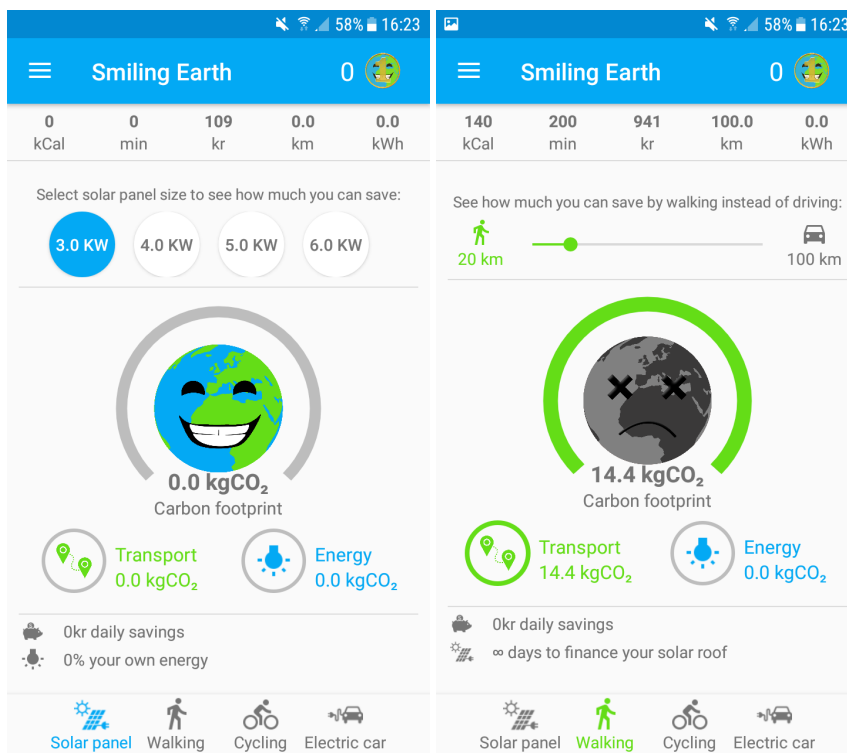 58% 16:23
Smiling Earth 0
0 0 109 0.0 0.0
kCal min kr km kWh
Select solar panel size to see how much you can save:
3.0 KW 4.0 KW 5.0 KW 6.0 KW
0.0 kgCO₂
Carbon footprint
Transport Energy
0.0 kgCO₂ 0.0 kgCO₂
0kr daily savings
0% your own energy
Solar panel Walking Cycling Electric car
58% 16:23
Smiling Earth 0
140 200 941 100.0 0.0
kCal min kr km kWh
See how much you can save by walking instead of driving:
20 km 100 km
14.4 kgCO₂
Carbon footprint
Transport Energy
14.4 kgCO₂ 0.0 kgCO₂
0kr daily savings
∞ days to finance your solar roof
Solar panel Walking Cycling Electric car